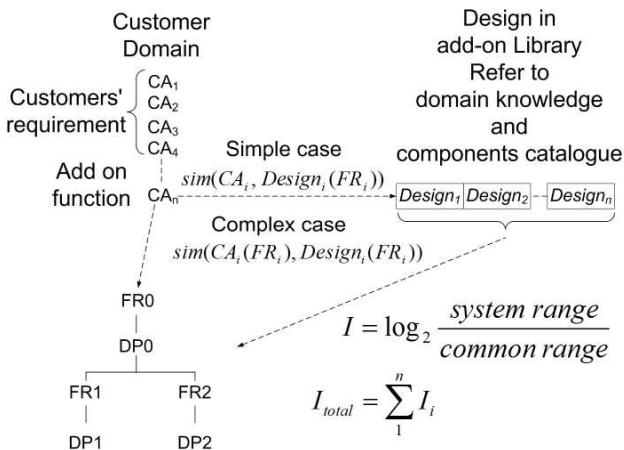 Customer
Domain
Customers'
requirement
CA₁
CA₂
CA₃
CA₄
Add on
function
CAₙ
Simple case
sim(CAᵢ, Designᵢ(FRᵢ))
Complex case
sim(CAᵢ(FRᵢ), Designᵢ(FRᵢ))
Design in
add-on Library
Refer to
domain knowledge
and
components catalogue
Design₁ Design₂ Designₙ
FR0
DP0
FR1 FR2
DP1 DP2
I = log₂ system range / common range
I_total = ∑₁ⁿ Iᵢ